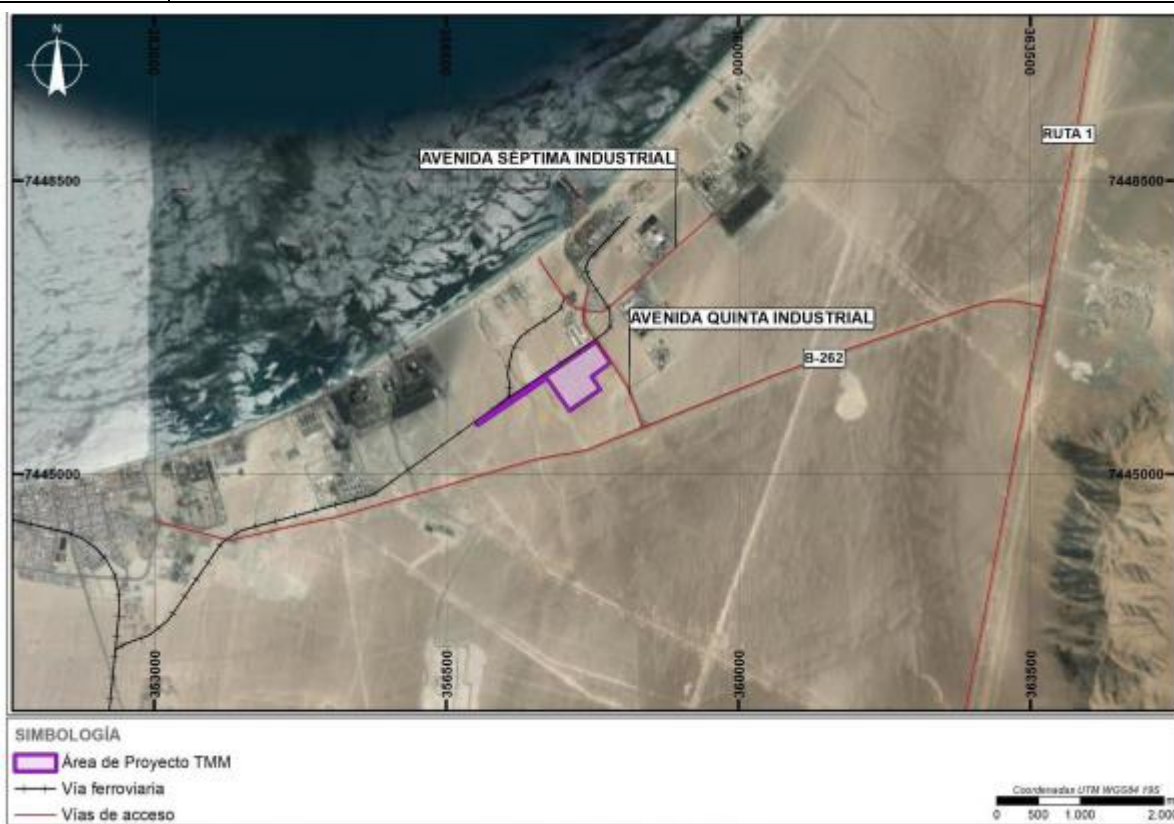 N
353000
356500
360000
363500
RUTA 1
AVENIDA SÉPTIMA INDUSTRIAL
7448500
7448500
AVENIDA QUINTA INDUSTRIAL
B-262
7445000
7445000
353000
356500
360000
363500
SIMBOLOGÍA
Área de Proyecto TMM
Vía ferroviaria
Vías de acceso
Coordenadas UTM WGS84 19S
0 500 1.000 2.000